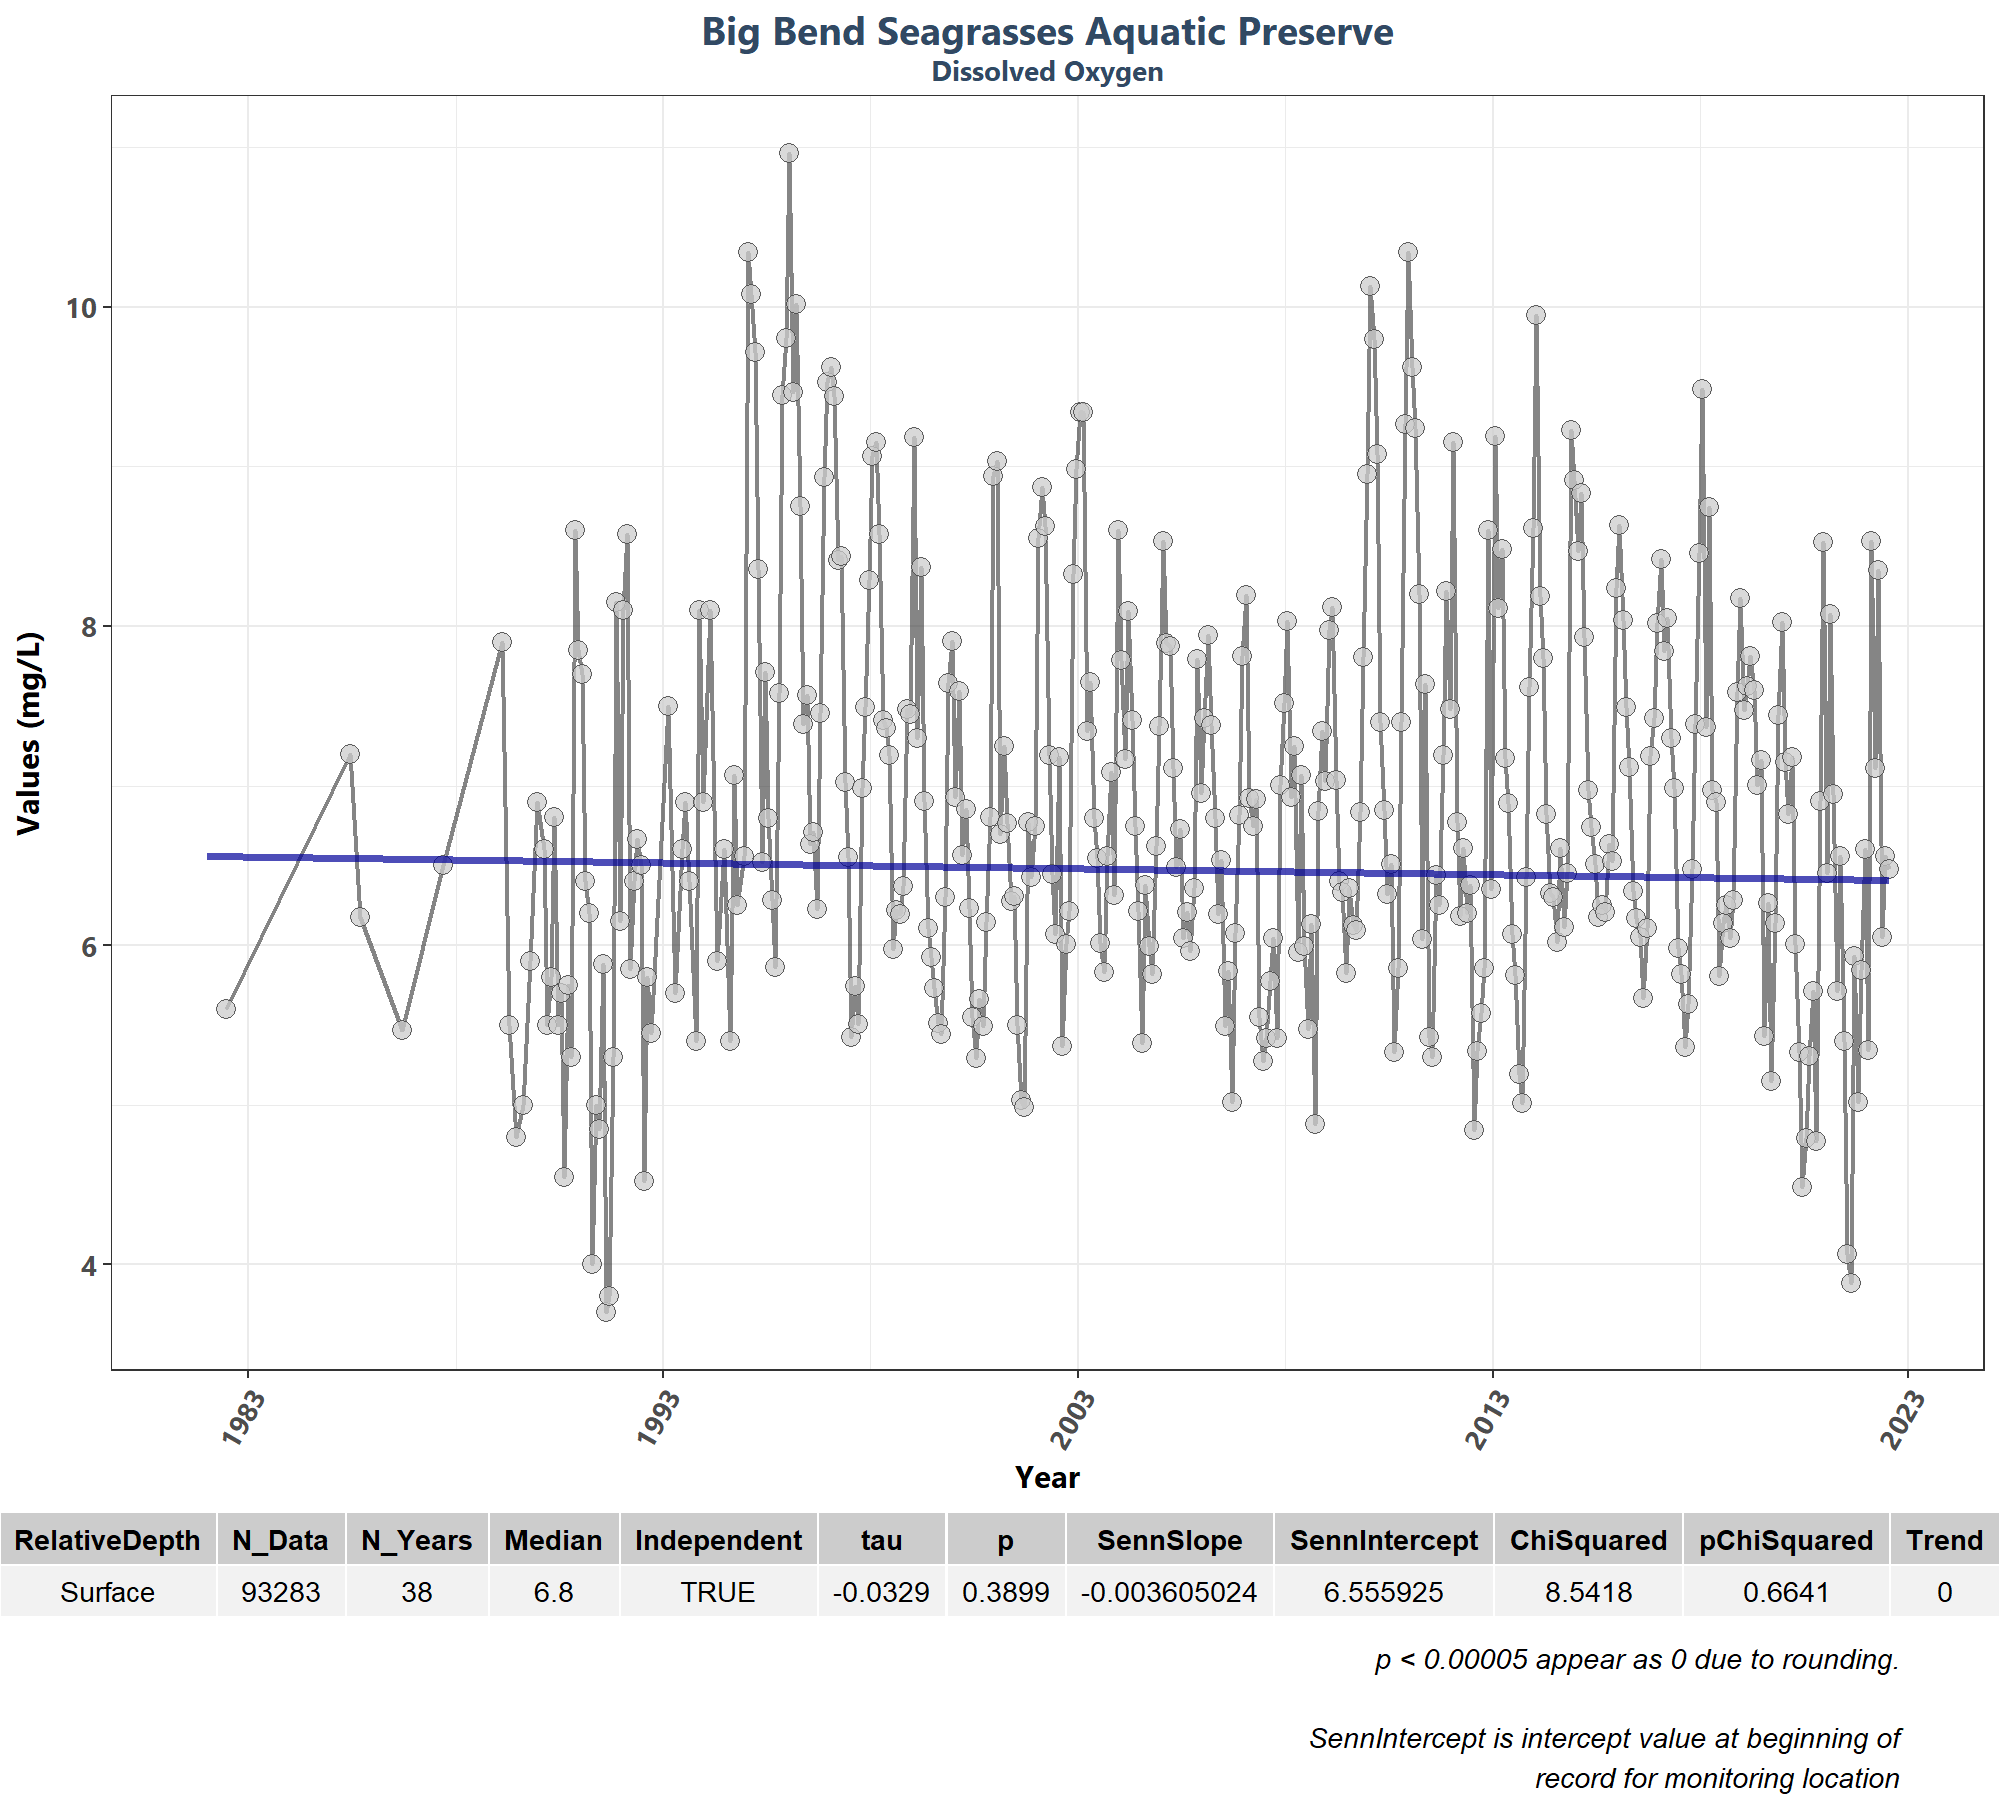 Big Bend Seagrasses Aquatic Preserve
Dissolved Oxygen
Values (mg/L)
10
8
6
4
1983
1993
2003
2013
2023
Year
RelativeDepth N_Data N_Years Median Independent tau p SennSlope SennIntercept ChiSquared pChiSquared Trend
Surface 93283 38 6.8 TRUE -0.0329 0.3899 -0.003605024 6.555925 8.5418 0.6641 0
p < 0.00005 appear as 0 due to rounding.
SennIntercept is intercept value at beginning of
record for monitoring location